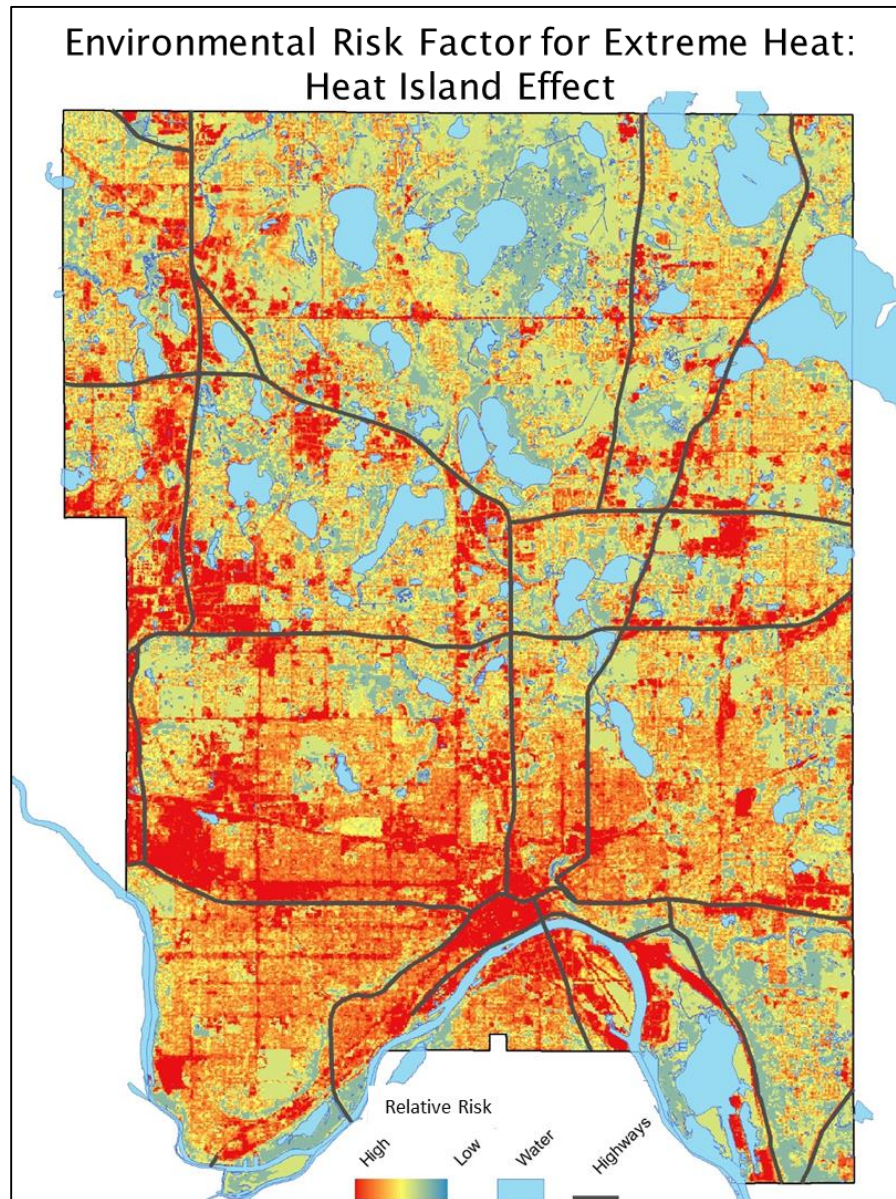 Environmental Risk Factor for Extreme Heat:
Heat Island Effect
Relative Risk
High
Low
Water
Highways